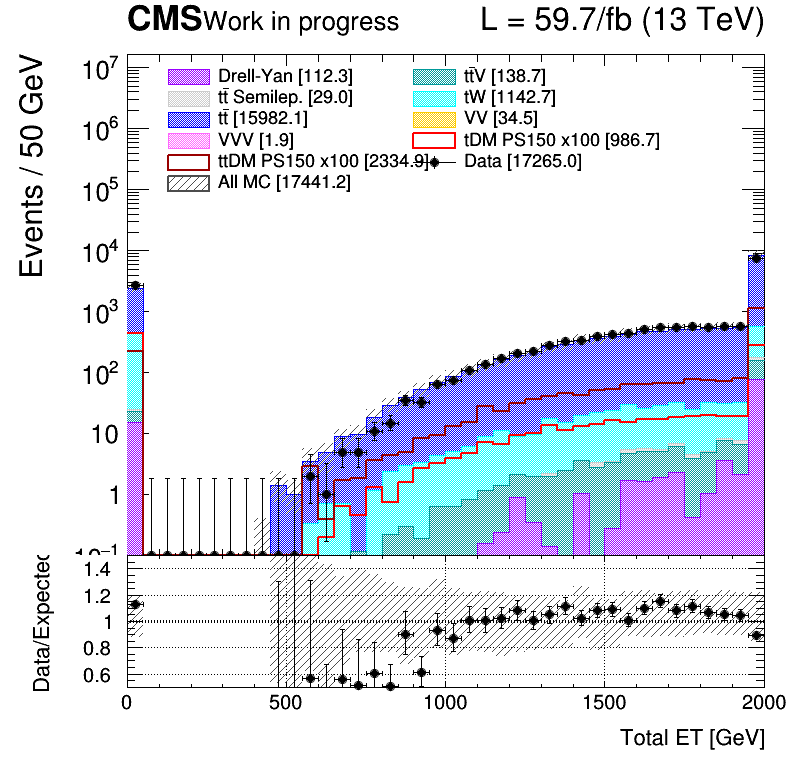 CMS Work in progress L = 59.7/fb (13 TeV)
Events / 50 GeV
10⁷
10⁶
10⁵
10⁴
10³
10²
10
1
10⁻¹
Drell-Yan [112.3]
tt̄V [138.7]
tt̄ Semilep. [29.0]
tW [1142.7]
tt̄ [15982.1]
VV [34.5]
VVV [1.9]
tDM PS150 x100 [986.7]
ttDM PS150 x100 [2334.9]
Data [17265.0]
All MC [17441.2]
Data/Expected
1.4
1.2
1
0.8
0.6
0 500 1000 1500 2000
Total ET [GeV]